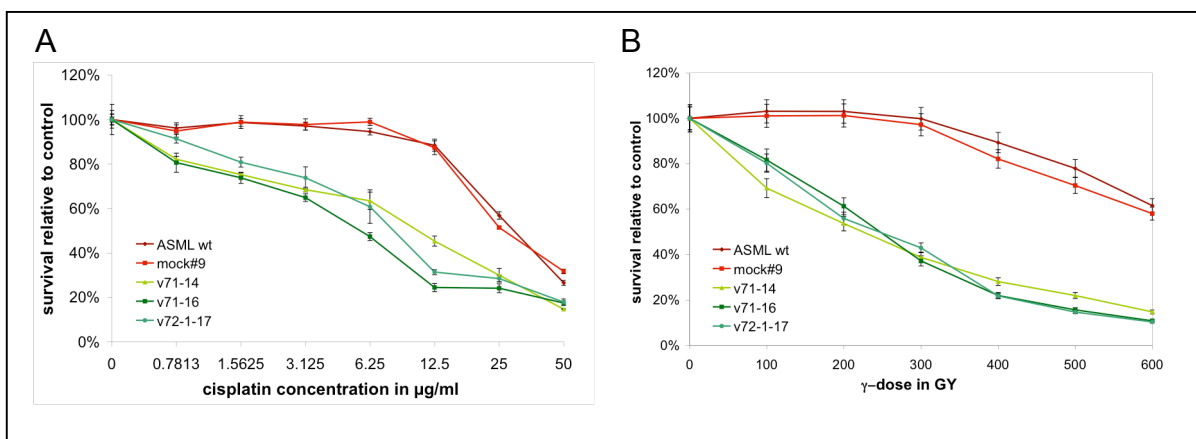 A
120%
100%
80%
60%
40%
20%
0%
survival relative to control
ASML wt
mock#9
v71-14
v71-16
v72-1-17
0 0.7813 1.5625 3.125 6.25 12.5 25 50
cisplatin concentration in µg/ml
B
120%
100%
80%
60%
40%
20%
0%
survival relative to control
ASML wt
mock#9
v71-14
v71-16
v72-1-17
0 100 200 300 400 500 600
γ–dose in GY